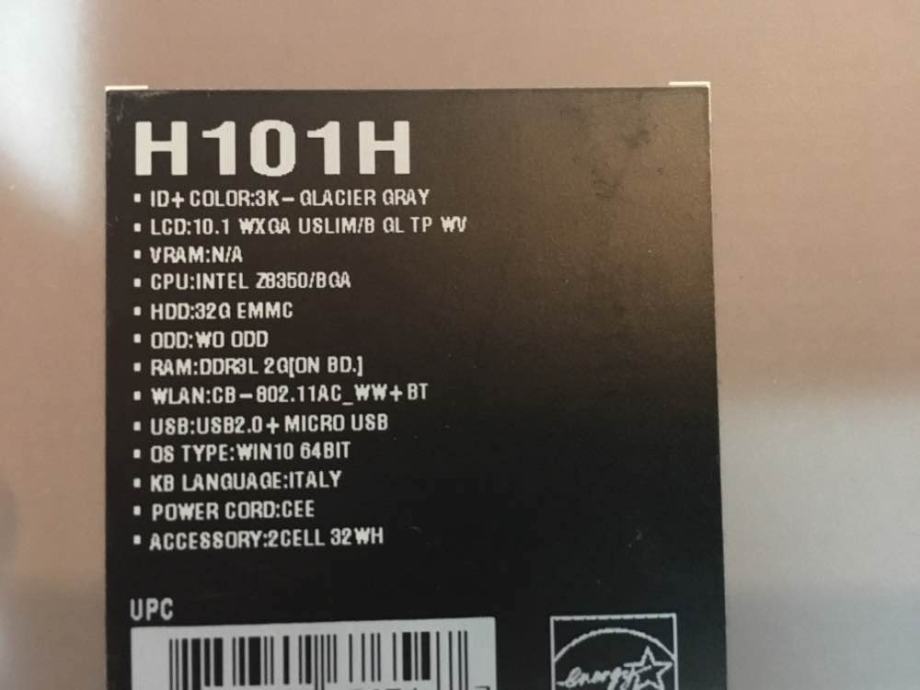 H101H
▪ ID+COLOR:3K-GLACIER GRAY
▪ LCD:10.1 WXGA USLIM/B GL TP WV
▪ VRAM:N/A
▪ CPU:INTEL Z8350/BGA
▪ HDD:32G EMMC
▪ ODD:WO ODD
▪ RAM:DDR3L 2G[ON BD.]
▪ WLAN:CB-802.11AC_WW+BT
▪ USB:USB2.0+MICRO USB
▪ OS TYPE:WIN10 64BIT
▪ KB LANGUAGE:ITALY
▪ POWER CORD:CEE
▪ ACCESSORY:2CELL 32WH
UPC
energy